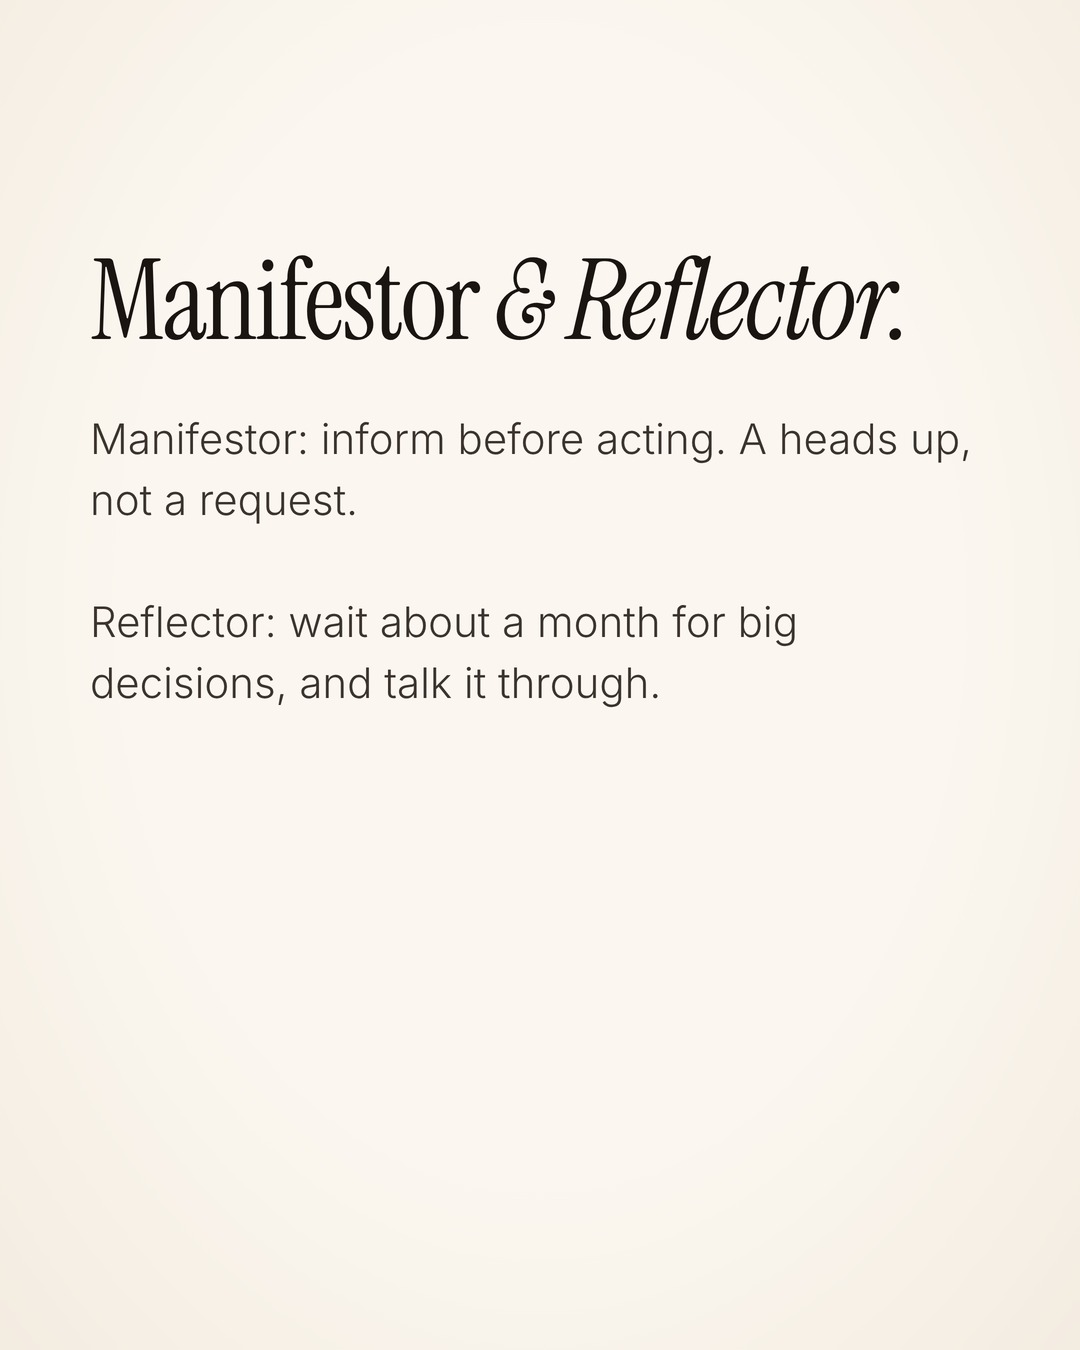 Manifestor & Reflector.
Manifestor: inform before acting. A heads up,
not a request.
Reflector: wait about a month for big
decisions, and talk it through.